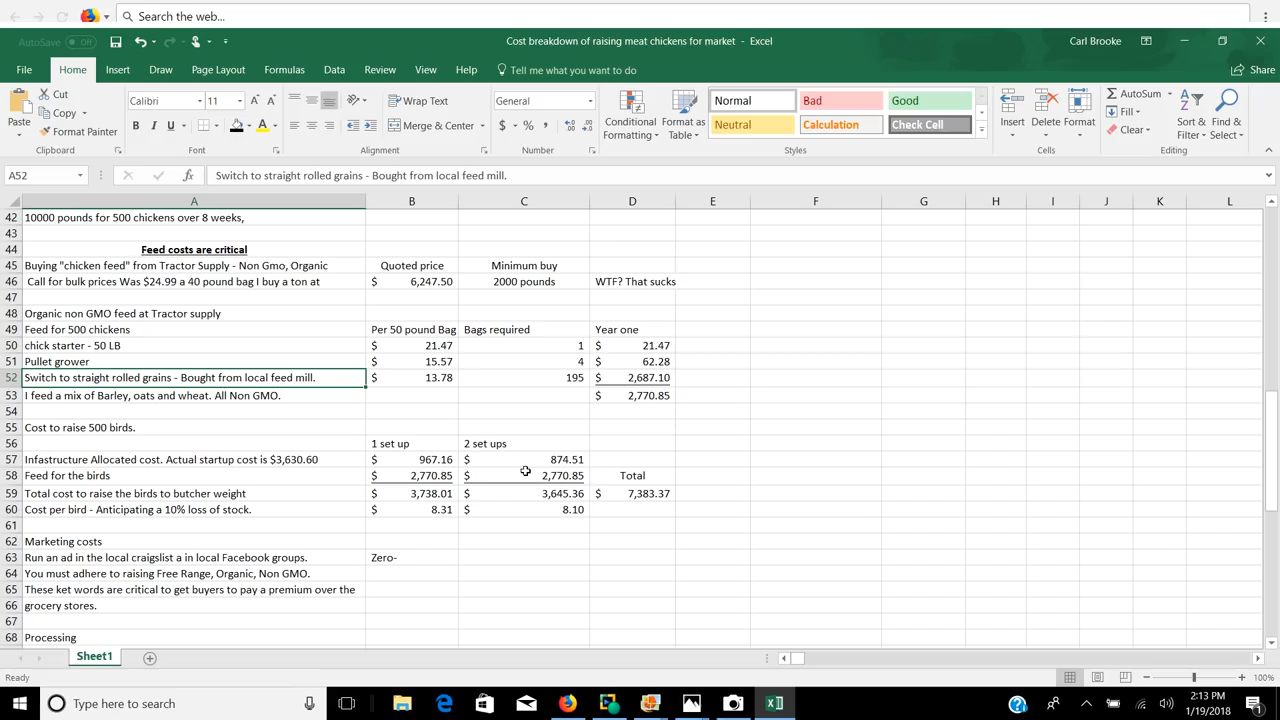 Search the web...
AutoSave Off
Cost breakdown of raising meat chickens for market - Excel
Carl Brooke
File Home Insert Draw Page Layout Formulas Data Review View Help Tell me what you want to do Share
Paste Cut Copy Format Painter
Calibri 11
B I U
Wrap Text
Merge & Center
General
$ % ,
Conditional Formatting
Format as Table
Normal Bad Good
Neutral Calculation Check Cell
Insert Delete Format
AutoSum Fill Clear
Sort & Filter
Find & Select
Clipboard Font Alignment Number Styles Cells Editing
A52 fx Switch to straight rolled grains - Bought from local feed mill.
A B C D E F G H I J K L
42 10000 pounds for 500 chickens over 8 weeks,
43
44 Feed costs are critical
45 Buying "chicken feed" from Tractor Supply - Non Gmo, Organic Quoted price Minimum buy
46 Call for bulk prices Was $24.99 a 40 pound bag I buy a ton at $ 6,247.50 2000 pounds WTF? That sucks
47
48 Organic non GMO feed at Tractor supply
49 Feed for 500 chickens Per 50 pound Bag Bags required Year one
50 chick starter - 50 LB $ 21.47 1 $ 21.47
51 Pullet grower $ 15.57 4 $ 62.28
52 Switch to straight rolled grains - Bought from local feed mill. $ 13.78 195 $ 2,687.10
53 I feed a mix of Barley, oats and wheat. All Non GMO. $ 2,770.85
54
55 Cost to raise 500 birds.
56 1 set up 2 set ups
57 Infastructure Allocated cost. Actual startup cost is $3,630.60 $ 967.16 $ 874.51
58 Feed for the birds $ 2,770.85 $ 2,770.85 Total
59 Total cost to raise the birds to butcher weight $ 3,738.01 $ 3,645.36 $ 7,383.37
60 Cost per bird - Anticipating a 10% loss of stock. $ 8.31 $ 8.10
61
62 Marketing costs
63 Run an ad in the local craigslist a in local Facebook groups. Zero-
64 You must adhere to raising Free Range, Organic, Non GMO.
65 These ket words are critical to get buyers to pay a premium over the
66 grocery stores.
67
68 Processing
Sheet1
Ready
100%
Type here to search
2:13 PM
1/19/2018